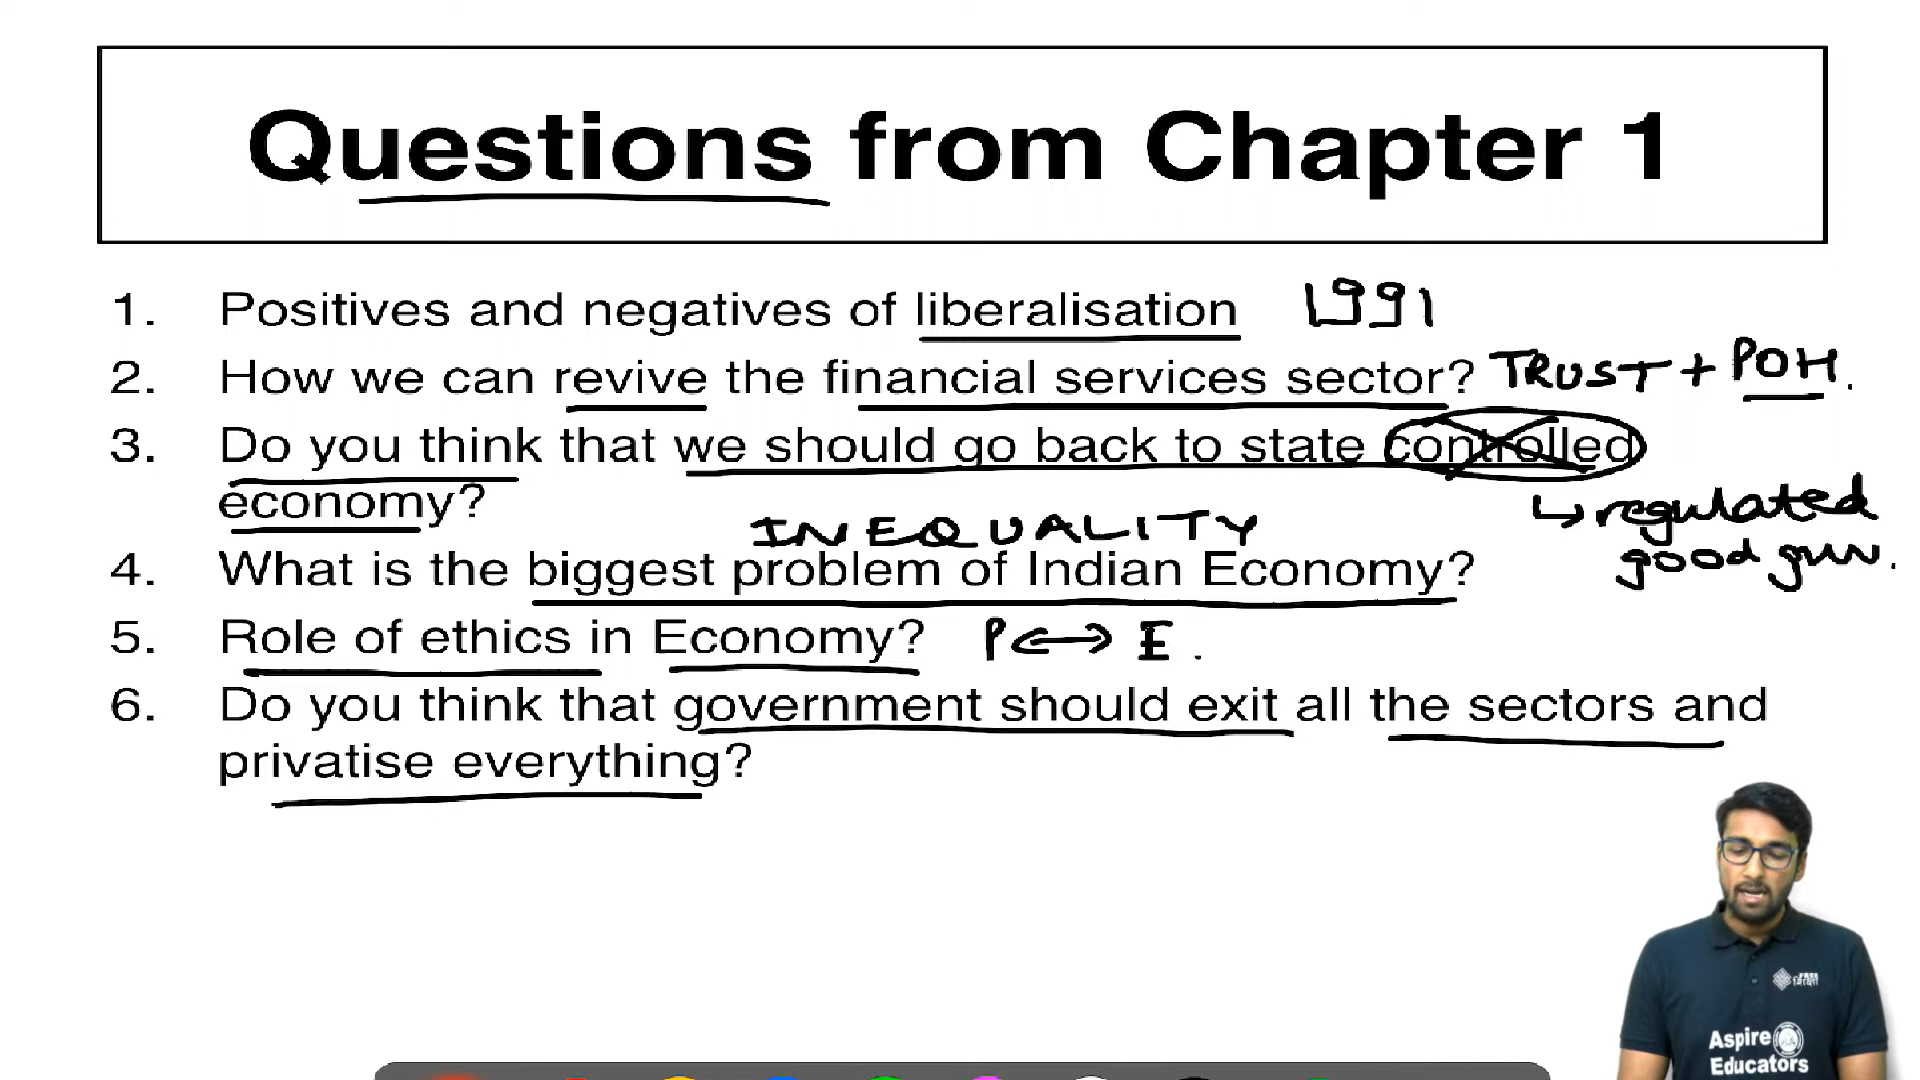 Questions from Chapter 1
1. Positives and negatives of liberalisation 1991
2. How we can revive the financial services sector? TRUST + POH.
3. Do you think that we should go back to state controlled
economy?
regulated
good guv.
INEQUALITY
4. What is the biggest problem of Indian Economy?
5. Role of ethics in Economy? P ↔ E.
6. Do you think that government should exit all the sectors and
privatise everything?
FREE
Aspire
Educators